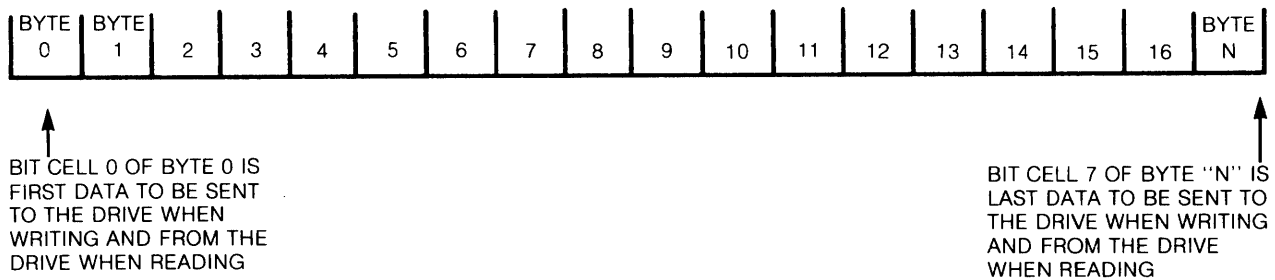 BYTE BYTE BYTE
0 1 2 3 4 5 6 7 8 9 10 11 12 13 14 15 16 N
BIT CELL 0 OF BYTE 0 IS
FIRST DATA TO BE SENT
TO THE DRIVE WHEN
WRITING AND FROM THE
DRIVE WHEN READING
BIT CELL 7 OF BYTE "N" IS
LAST DATA TO BE SENT TO
THE DRIVE WHEN WRITING
AND FROM THE DRIVE
WHEN READING